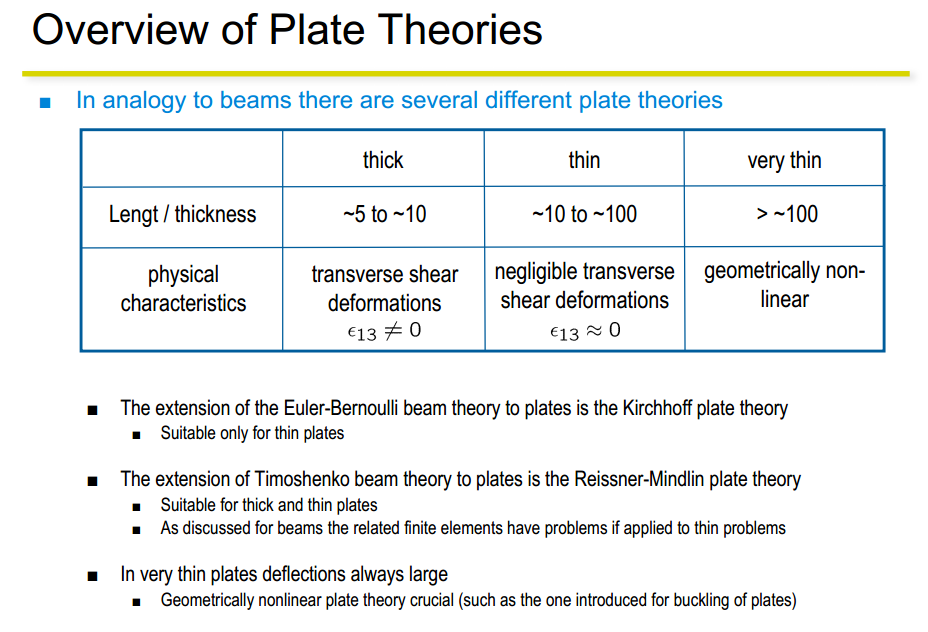 Overview of Plate Theories
■ In analogy to beams there are several different plate theories
thick thin very thin
Lengt / thickness ~5 to ~10 ~10 to ~100 > ~100
physical characteristics
transverse shear deformations
ϵ13 ≠ 0
negligible transverse shear deformations
ϵ13 ≈ 0
geometrically non-linear
■ The extension of the Euler-Bernoulli beam theory to plates is the Kirchhoff plate theory
■ Suitable only for thin plates
■ The extension of Timoshenko beam theory to plates is the Reissner-Mindlin plate theory
■ Suitable for thick and thin plates
■ As discussed for beams the related finite elements have problems if applied to thin problems
■ In very thin plates deflections always large
■ Geometrically nonlinear plate theory crucial (such as the one introduced for buckling of plates)